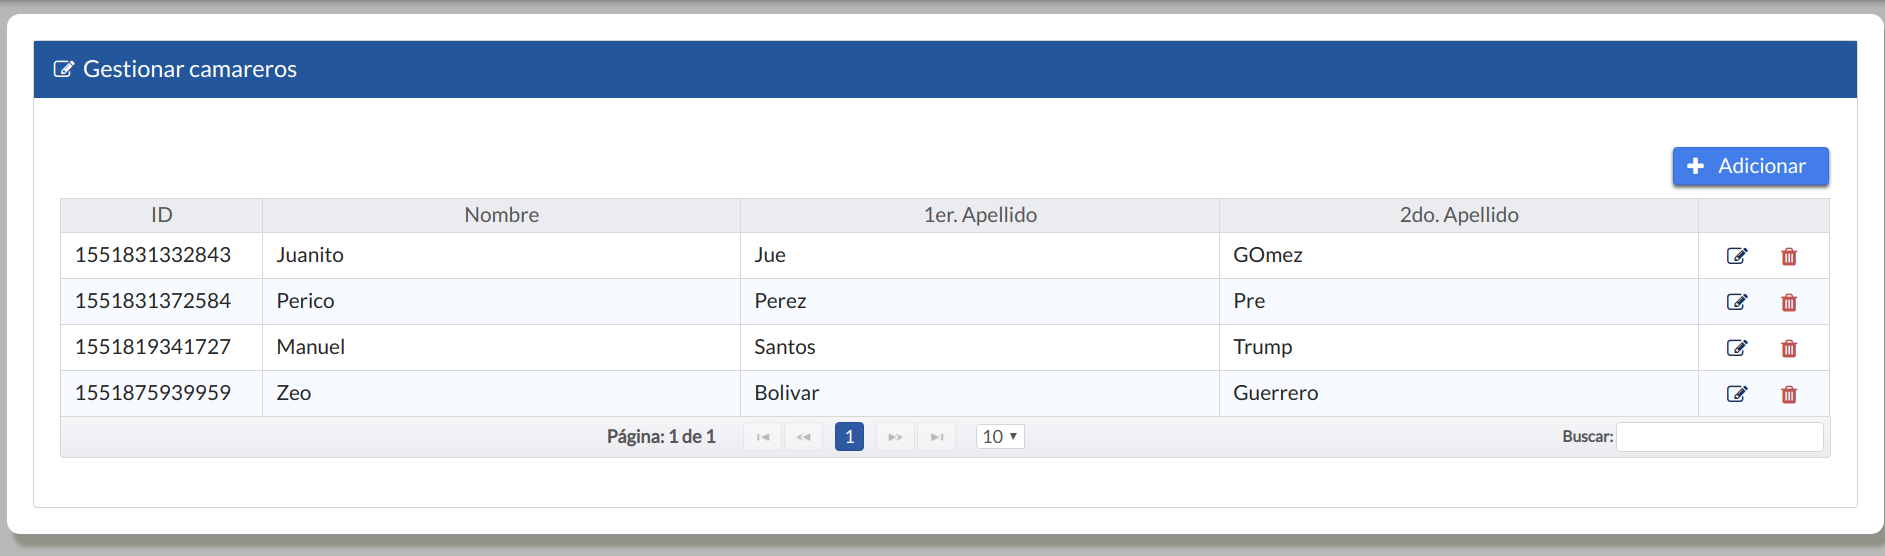 Gestionar camareros
Adicionar
ID Nombre 1er. Apellido 2do. Apellido
1551831332843 Juanito Jue GOmez
1551831372584 Perico Perez Pre
1551819341727 Manuel Santos Trump
1551875939959 Zeo Bolivar Guerrero
Página: 1 de 1 1 10 Buscar: